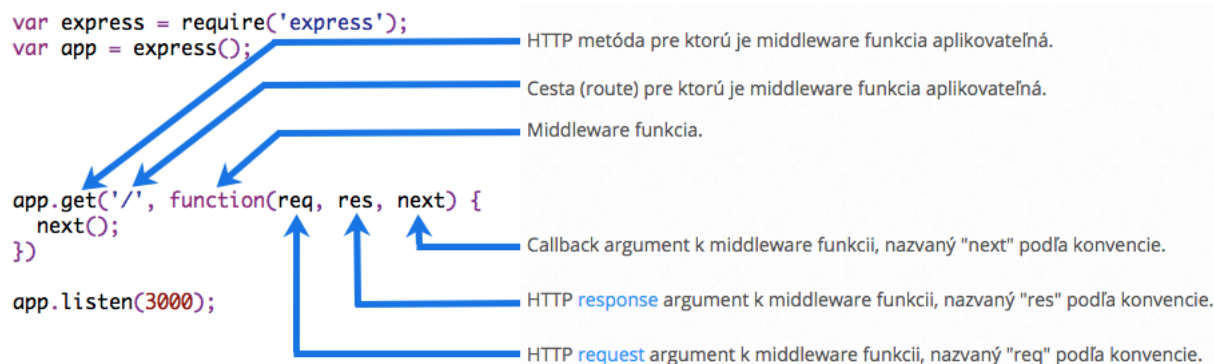 var express = require('express');
var app = express();
HTTP metóda pre ktorú je middleware funkcia aplikovateľná.
Cesta (route) pre ktorú je middleware funkcia aplikovateľná.
Middleware funkcia.
app.get('/', function(req, res, next) {
next();
})
Callback argument k middleware funkcii, nazvaný "next" podľa konvencie.
app.listen(3000);
HTTP response argument k middleware funkcii, nazvaný "res" podľa konvencie.
HTTP request argument k middleware funkcii, nazvaný "req" podľa konvencie.